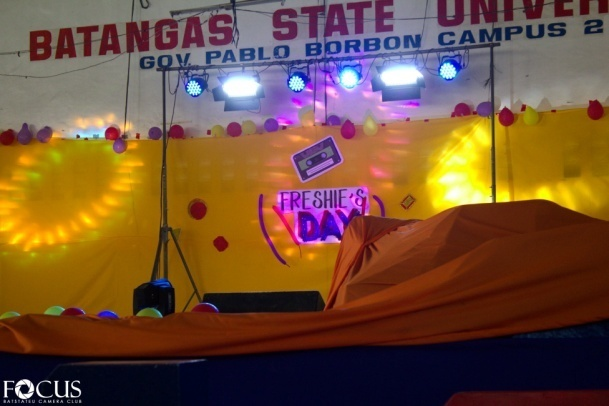 BATANGAS STATE UNIVER
GOV. PABLO BORBON CAMPUS 2
FRESHIE'S
DAY
FOCUS
BATSTATEU CAMERA CLUB